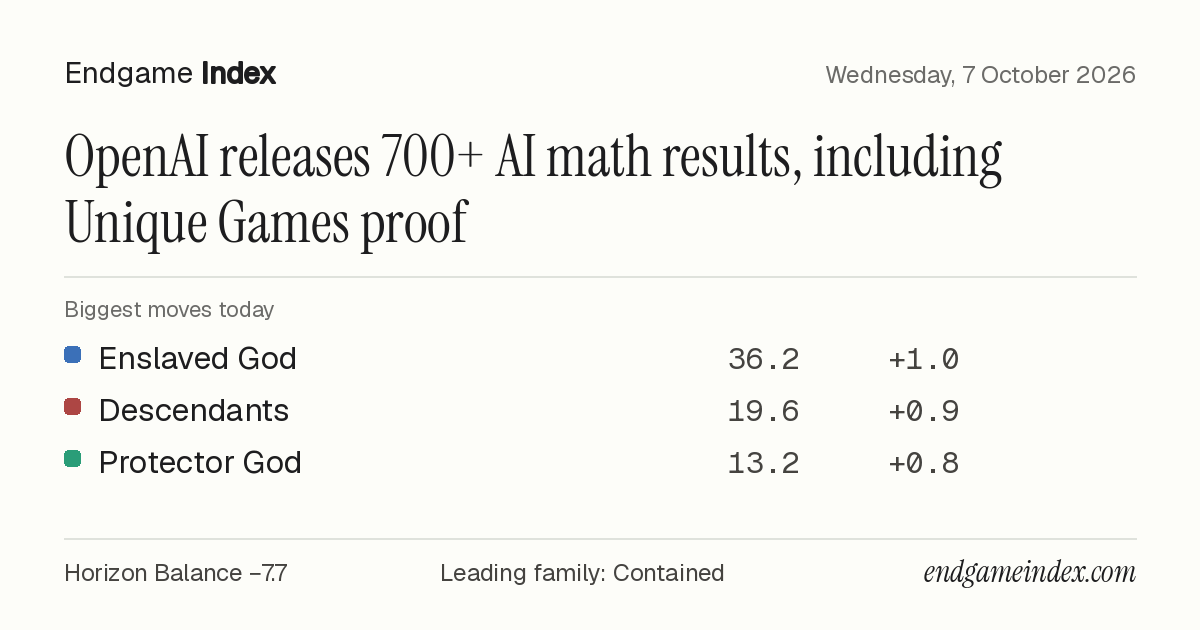 Endgame Index
Wednesday, 7 October 2026
OpenAI releases 700+ AI math results, including
Unique Games proof
Biggest moves today
Enslaved God 36.2 +1.0
Descendants 19.6 +0.9
Protector God 13.2 +0.8
Horizon Balance −7.7
Leading family: Contained
endgameindex.com